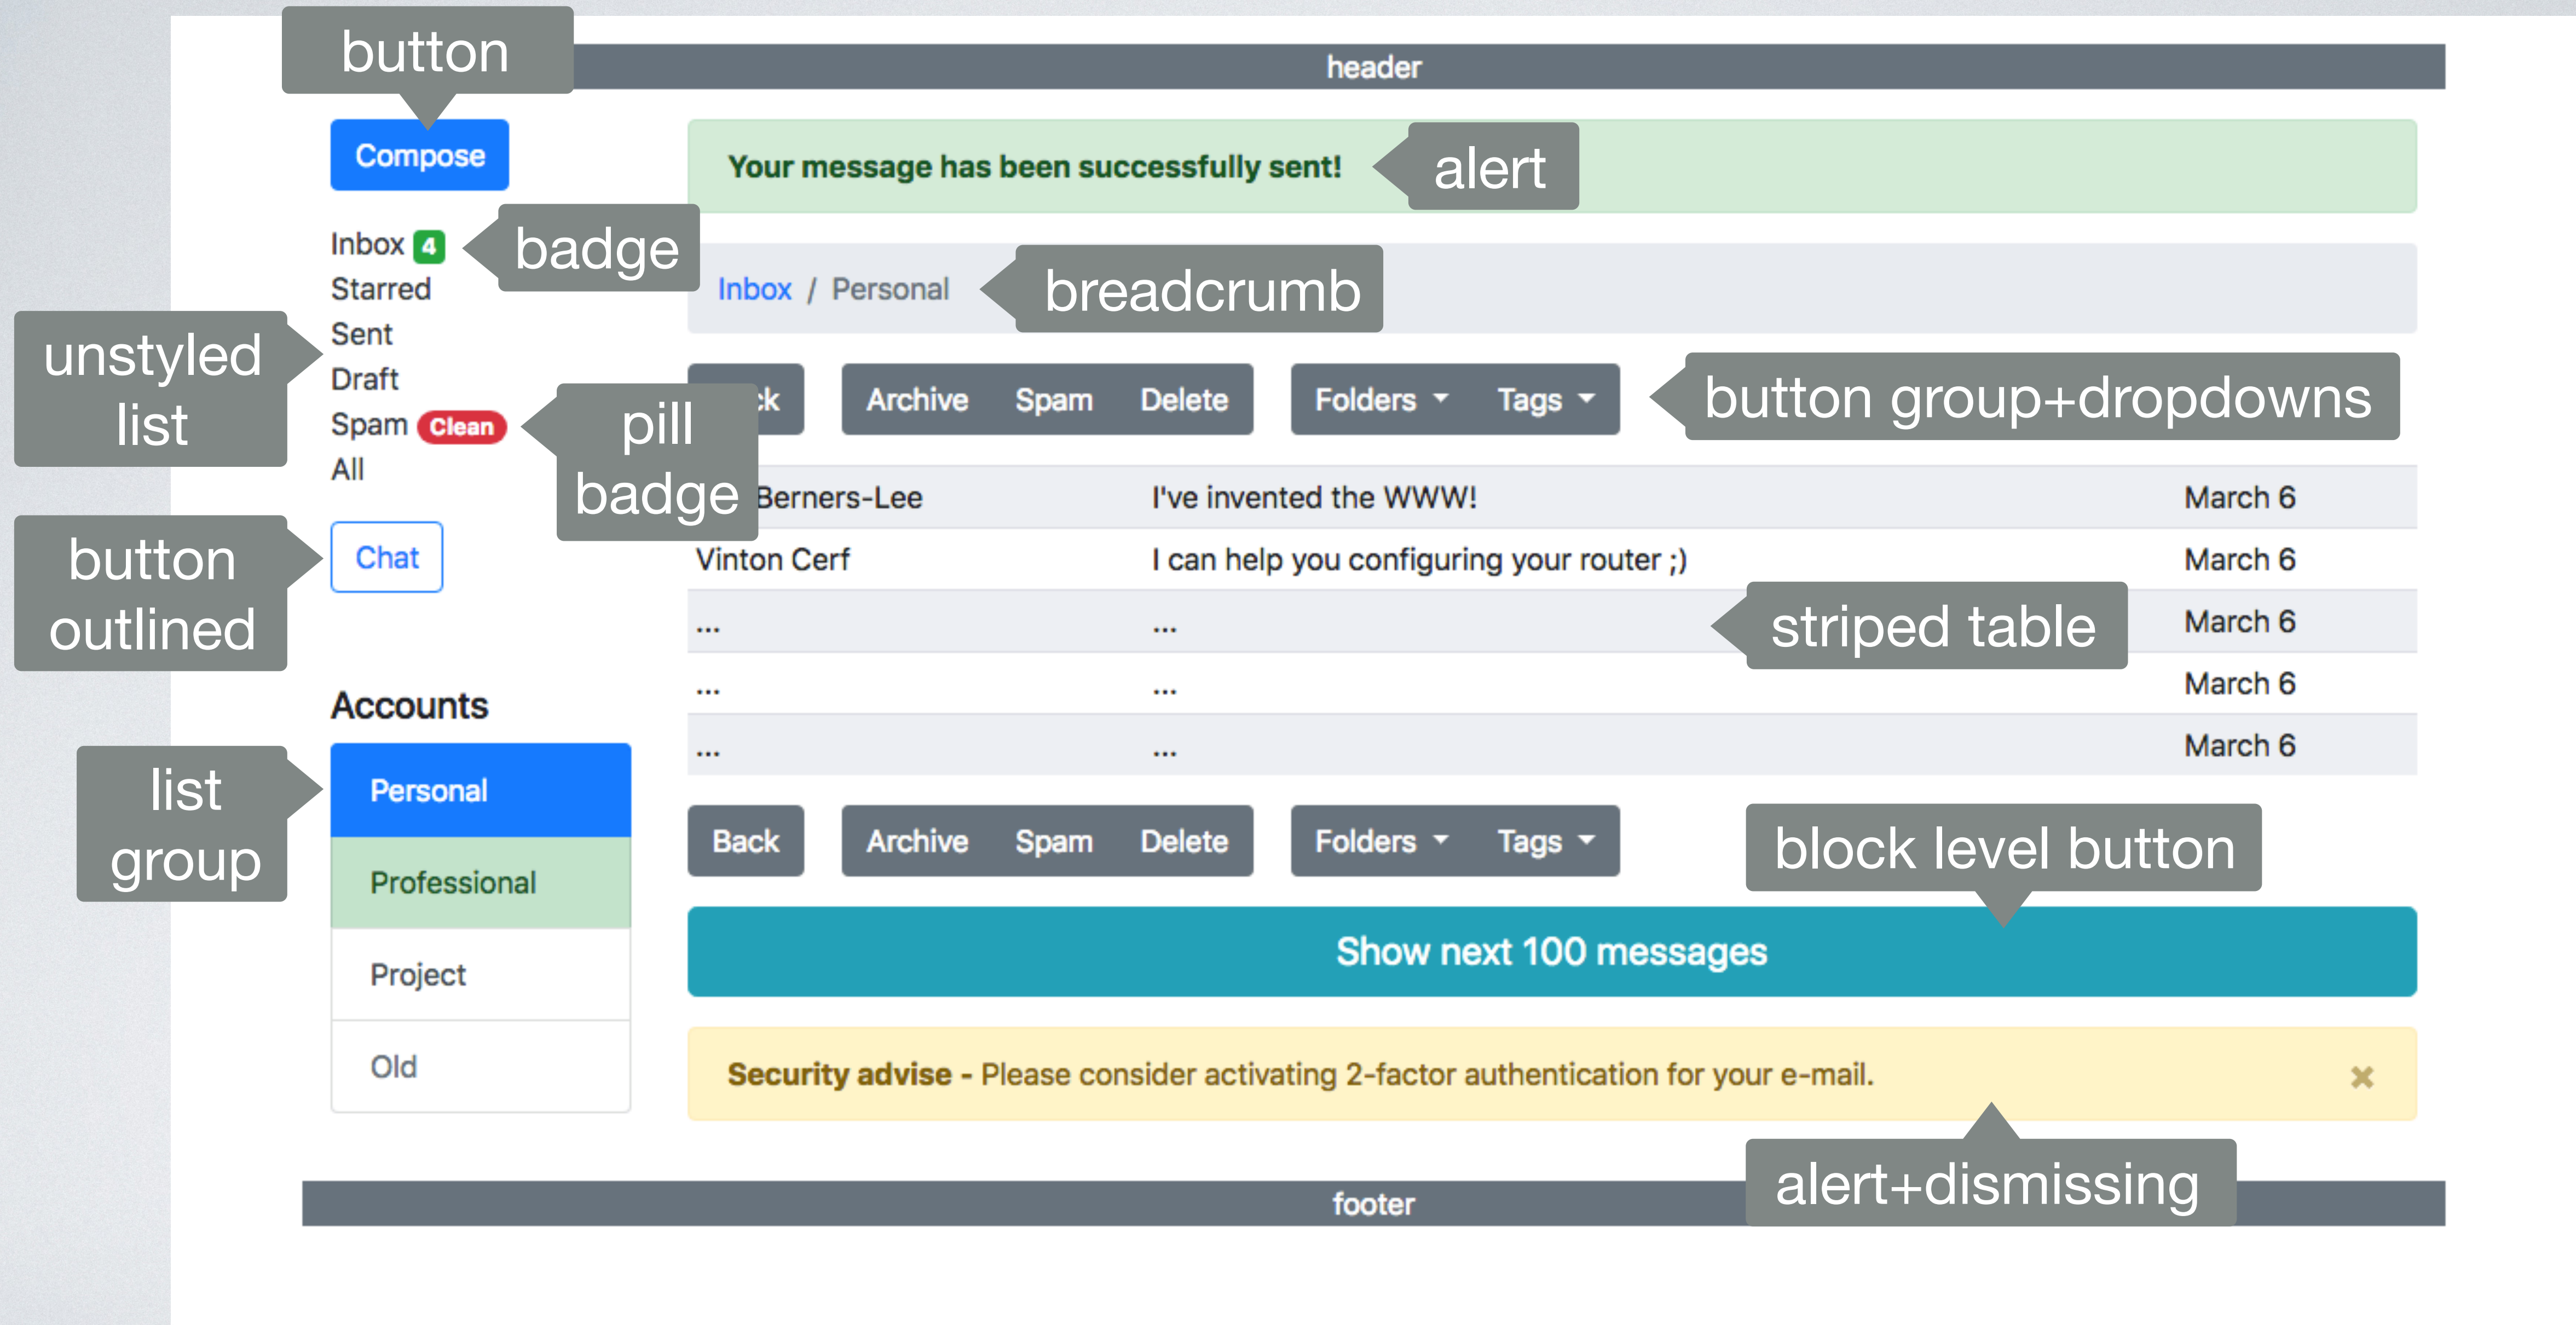 button
header
Compose
Your message has been successfully sent!
alert
Inbox 4
badge
Starred
Inbox / Personal
breadcrumb
Sent
unstyled
list
Draft
Spam Clean
pill
badge
All
Archive Spam Delete
Folders Tags
button group+dropdowns
Berners-Lee I've invented the WWW! March 6
button
outlined
Chat
Vinton Cerf I can help you configuring your router ;) March 6
... ... March 6
striped table
... ... March 6
... ... March 6
Accounts
list
group
Personal
Professional
Project
Old
Back
Archive Spam Delete
Folders Tags
block level button
Show next 100 messages
Security advise - Please consider activating 2-factor authentication for your e-mail. ×
alert+dismissing
footer